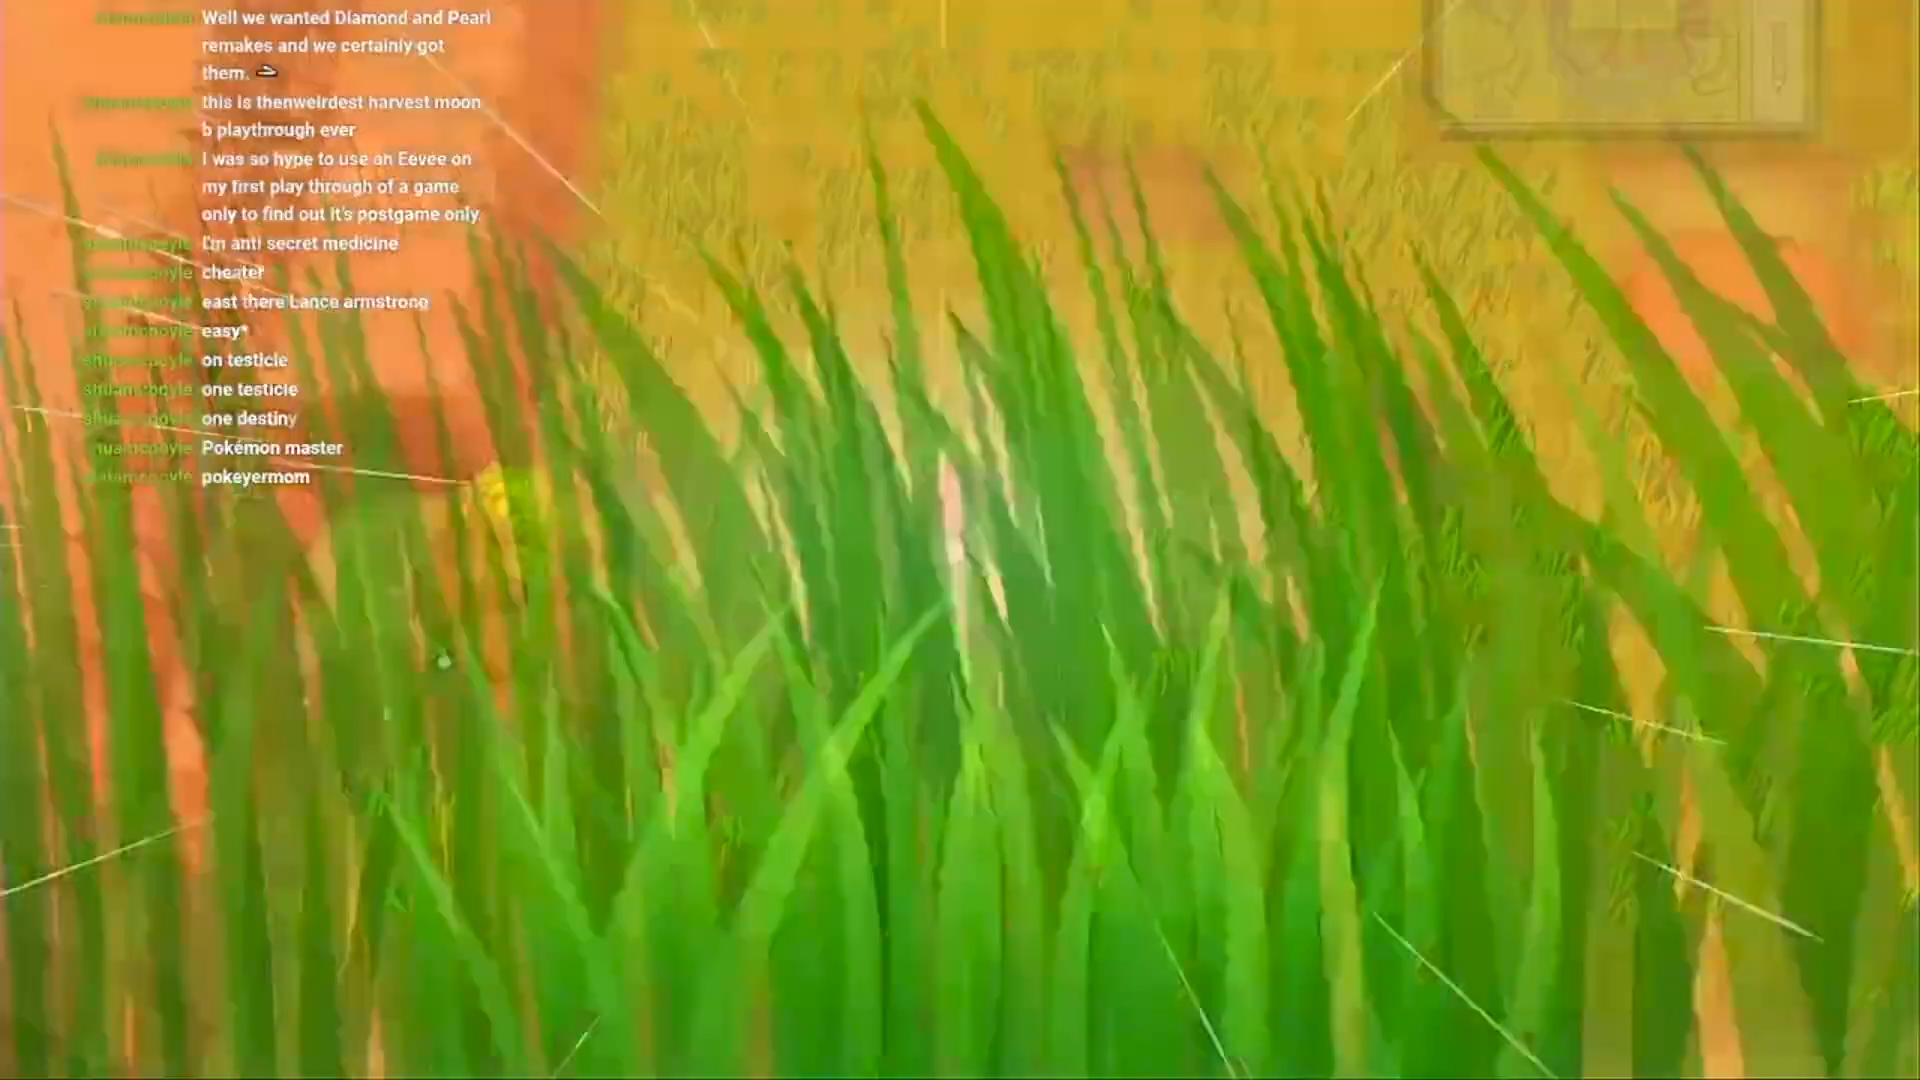 Well we wanted Diamond and Pearl
remakes and we certainly got
them.
this is thenweirdest harvest moon
b playthrough ever
I was so hype to use an Eevee on
my first play through of a game
only to find out it's postgame only.
I'm anti secret medicine
cheater
east there Lance armstrong
easy*
on testicle
one testicle
one destiny
Pokémon master
pokeyermom